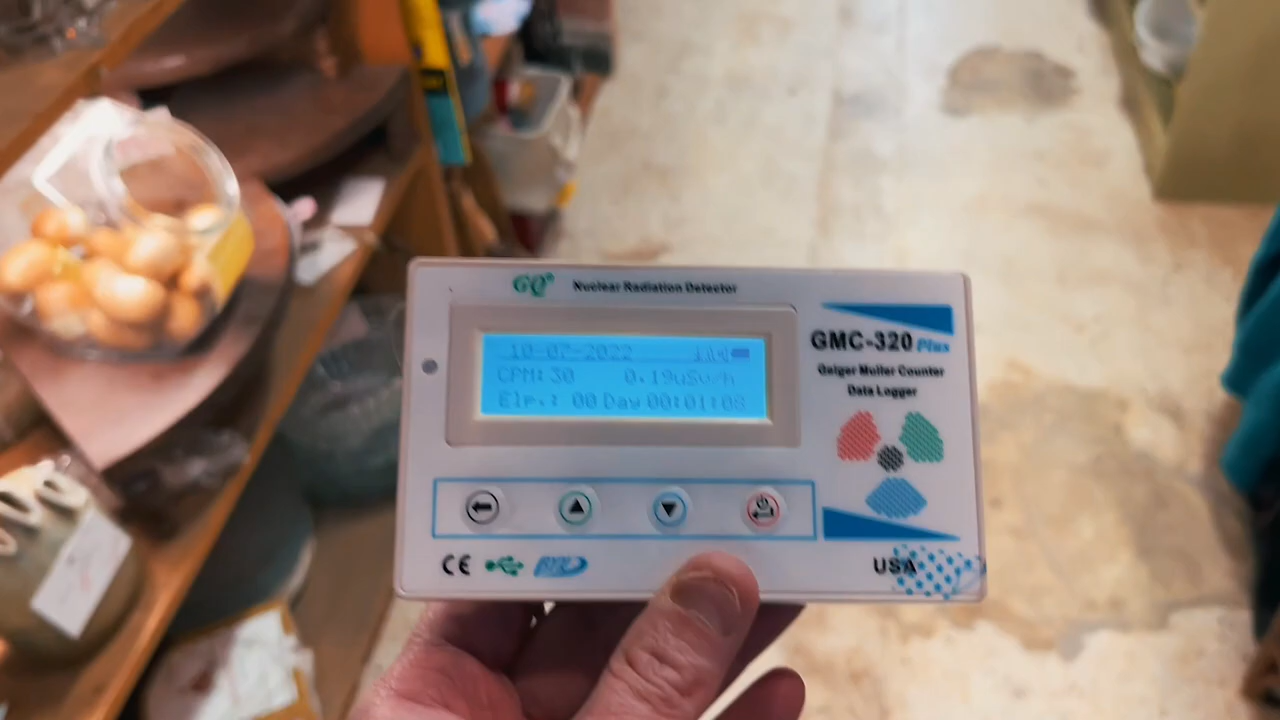 GQ Nuclear Radiation Detector
10-07-2022
CPM: 30 0.19uSv/h
Elp.: 00 Day 00:01:08
GMC-320 Plus
Geiger Muller Counter
Data Logger
CE
USA